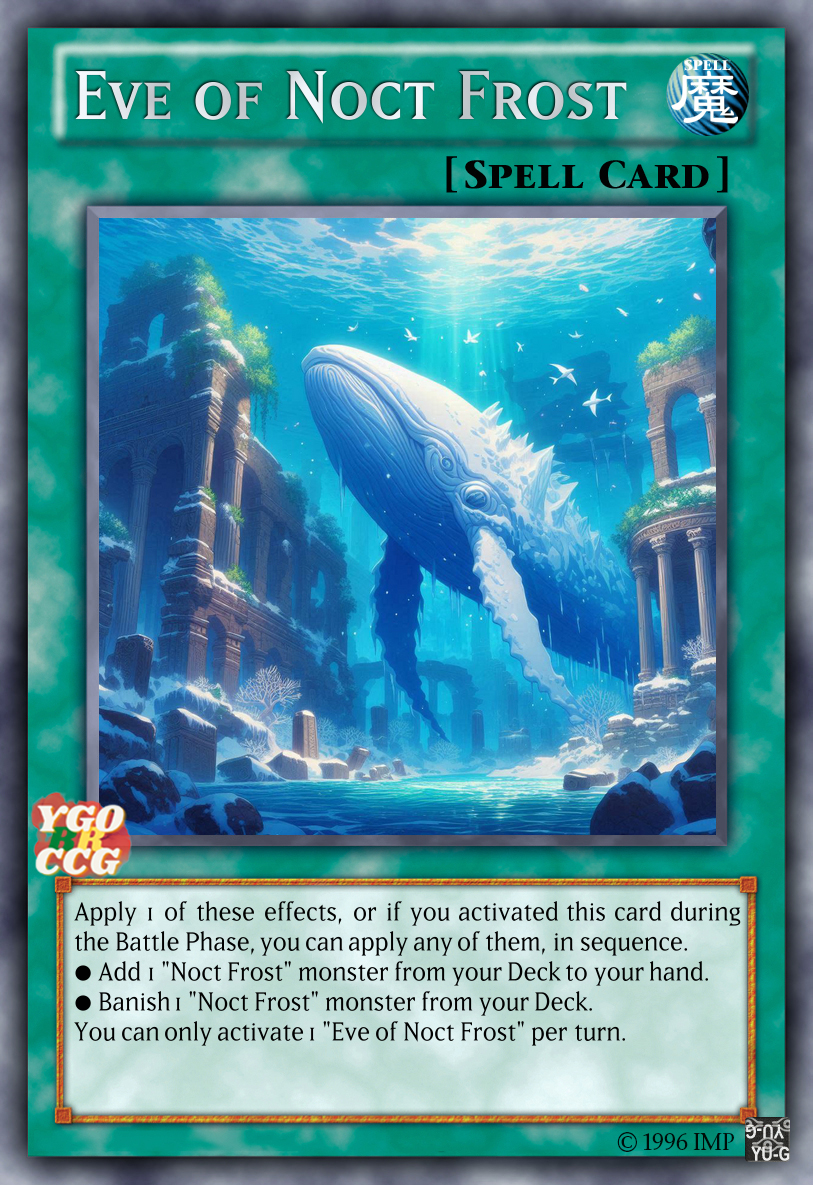 Eve of Noct Frost
SPELL
魔
[Spell Card]
YGO
BR
CCG
Apply 1 of these effects, or if you activated this card during
the Battle Phase, you can apply any of them, in sequence.
● Add 1 "Noct Frost" monster from your Deck to your hand.
● Banish 1 "Noct Frost" monster from your Deck.
You can only activate 1 "Eve of Noct Frost" per turn.
© 1996 IMP
YU-G
YU-G